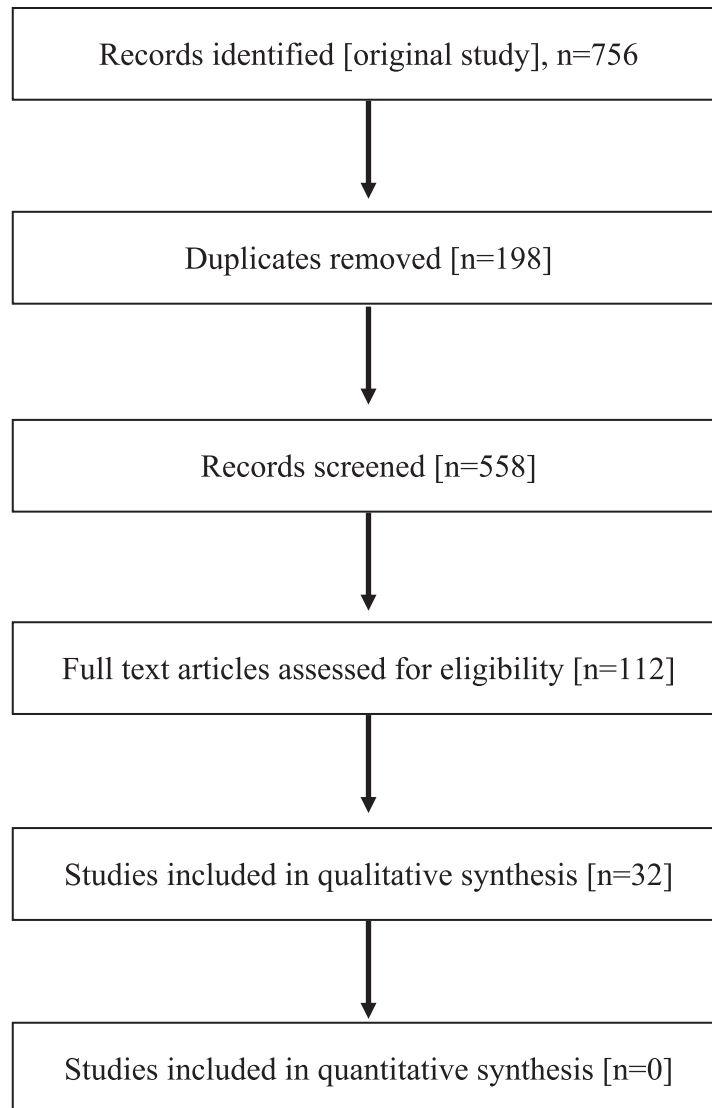 Records identified [original study], n=756
Duplicates removed [n=198]
Records screened [n=558]
Full text articles assessed for eligibility [n=112]
Studies included in qualitative synthesis [n=32]
Studies included in quantitative synthesis [n=0]